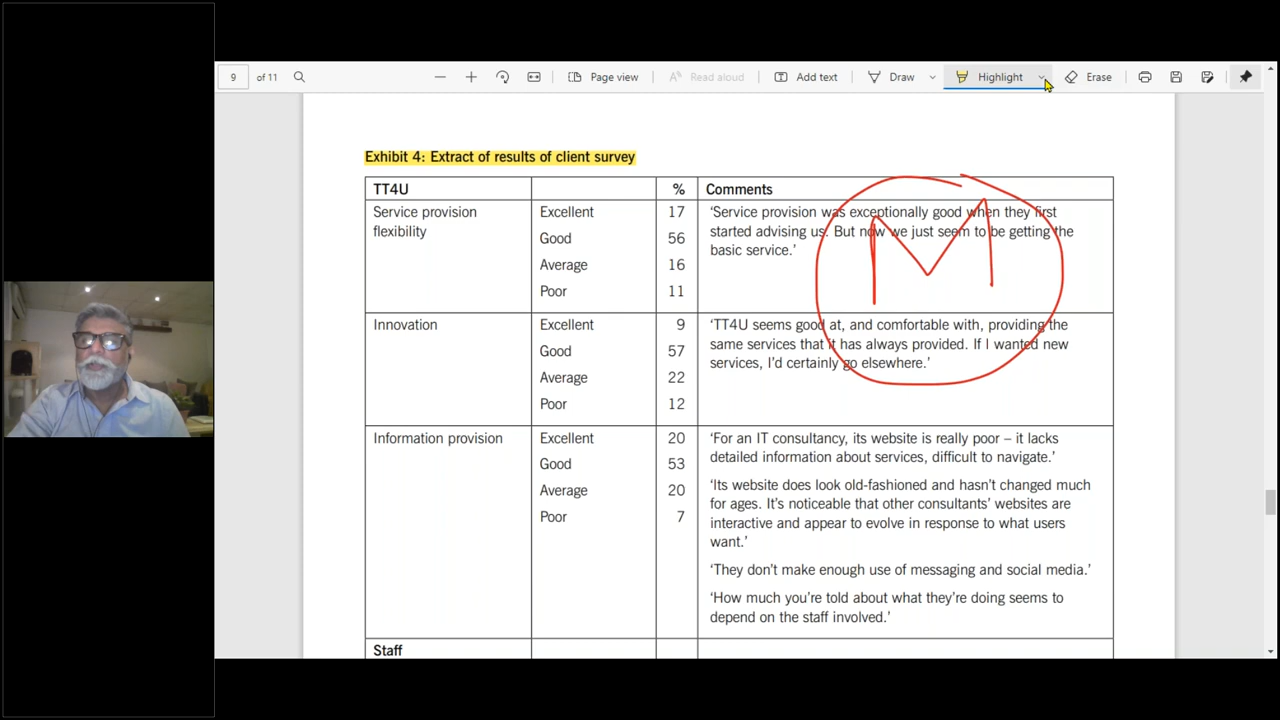 9 of 11 Page view Read aloud Add text Draw Highlight Erase
Exhibit 4: Extract of results of client survey
TT4U % Comments
Service provision Excellent 17 ‘Service provision was exceptionally good when they first
flexibility Good 56 started advising us. But now we just seem to be getting the
Average 16 basic service.’
Poor 11
M
Innovation Excellent 9 ‘TT4U seems good at, and comfortable with, providing the
Good 57 same services that it has always provided. If I wanted new
Average 22 services, I’d certainly go elsewhere.’
Poor 12
Information provision Excellent 20 ‘For an IT consultancy, its website is really poor – it lacks
Good 53 detailed information about services, difficult to navigate.’
Average 20 ‘Its website does look old-fashioned and hasn’t changed much
Poor 7 for ages. It’s noticeable that other consultants’ websites are
interactive and appear to evolve in response to what users
want.’
‘They don’t make enough use of messaging and social media.’
‘How much you’re told about what they’re doing seems to
depend on the staff involved.’
Staff